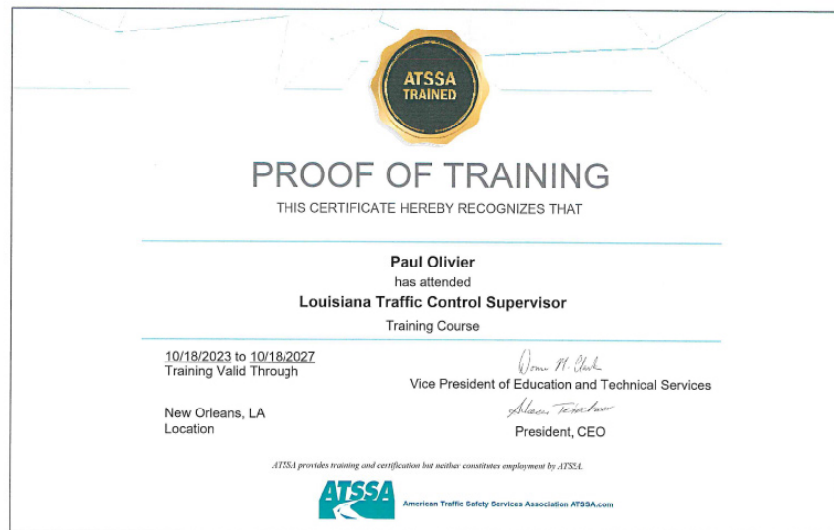 ATSSA
TRAINED
PROOF OF TRAINING
THIS CERTIFICATE HEREBY RECOGNIZES THAT
Paul Olivier
has attended
Louisiana Traffic Control Supervisor
Training Course
10/18/2023 to 10/18/2027
Training Valid Through
Vice President of Education and Technical Services
New Orleans, LA
Location
President, CEO
ATSSA provides training and certification but neither constitutes employment by ATSSA.
ATSSA
American Traffic Safety Services Association ATSSA.com